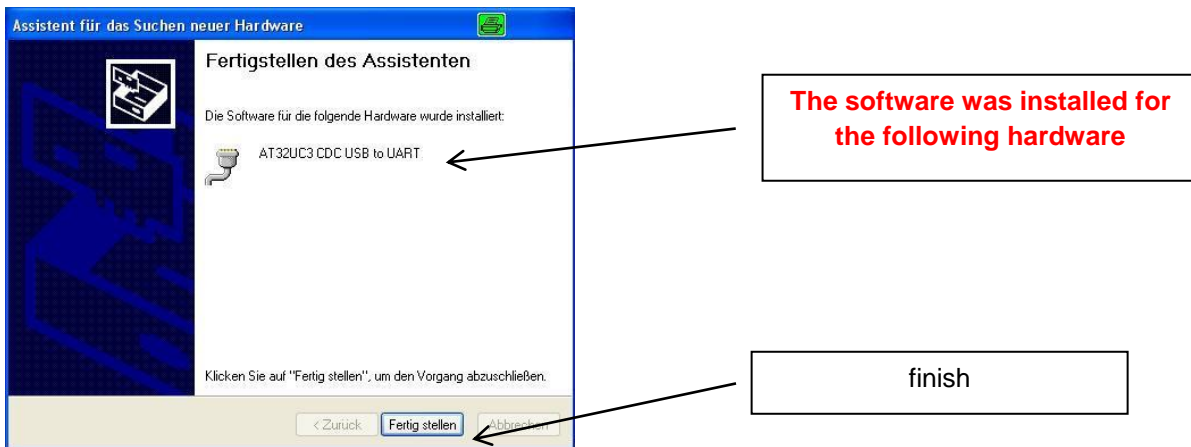 Assistent für das Suchen neuer Hardware
Fertigstellen des Assistenten
Die Software für die folgende Hardware wurde installiert:
AT32UC3 CDC USB to UART
Klicken Sie auf "Fertig stellen", um den Vorgang abzuschließen.
< Zurück
Fertig stellen
Abbrechen
The software was installed for
the following hardware
finish